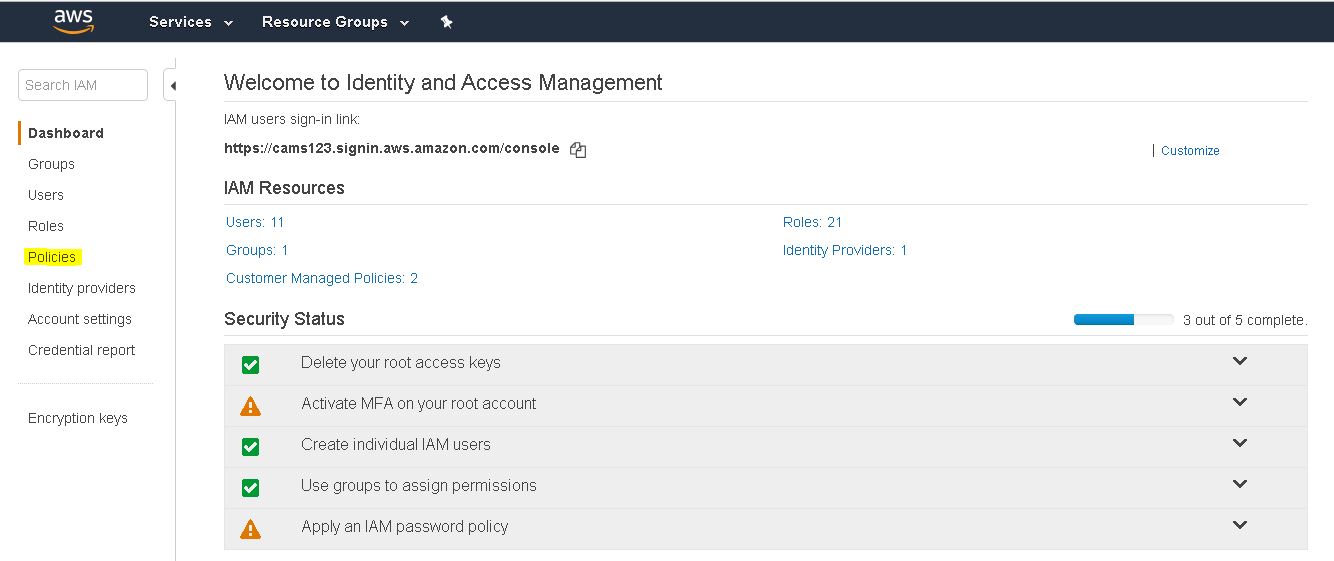 aws Services Resource Groups
Search IAM
Dashboard
Groups
Users
Roles
Policies
Identity providers
Account settings
Credential report
Encryption keys
Welcome to Identity and Access Management
IAM users sign-in link:
https://cams123.signin.aws.amazon.com/console
Customize
IAM Resources
Users: 11
Roles: 21
Groups: 1
Identity Providers: 1
Customer Managed Policies: 2
Security Status
3 out of 5 complete.
Delete your root access keys
Activate MFA on your root account
Create individual IAM users
Use groups to assign permissions
Apply an IAM password policy